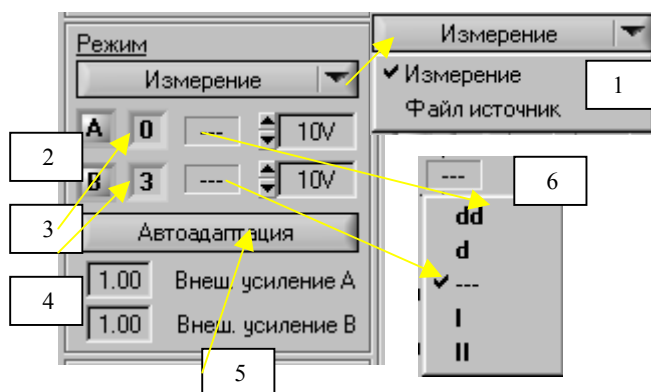 Режим
Измерение
A 0 --- 10V
B 3 --- 10V
Автоадаптация
1.00 Внеш. усиление A
1.00 Внеш. усиление B
2
3
4
5
Измерение
✔ Измерение
Файл источник
1
---
6
dd
d
✔ ---
I
II